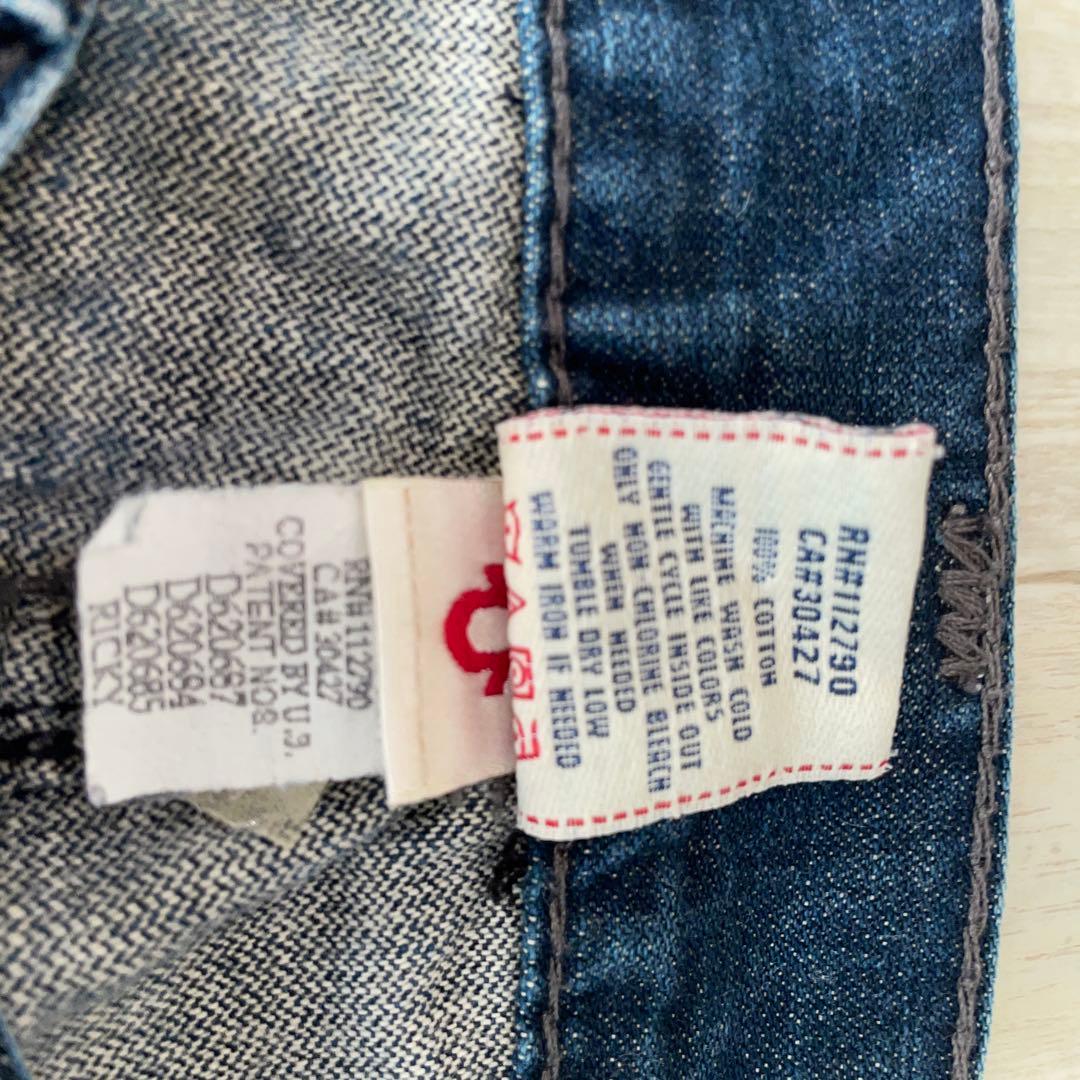 RN#112790
CA#30427
COVERED BY U.S.
PATENT NOS.
D620687
D620684
D620685
RICKY
RN#112790
CA#30427
100% COTTON
MACHINE WASH COLD
WITH LIKE COLORS
GENTLE CYCLE INSIDE OUT
ONLY NON-CHLORINE BLEACH
WHEN NEEDED
TUMBLE DRY LOW
WARM IRON IF NEEDED